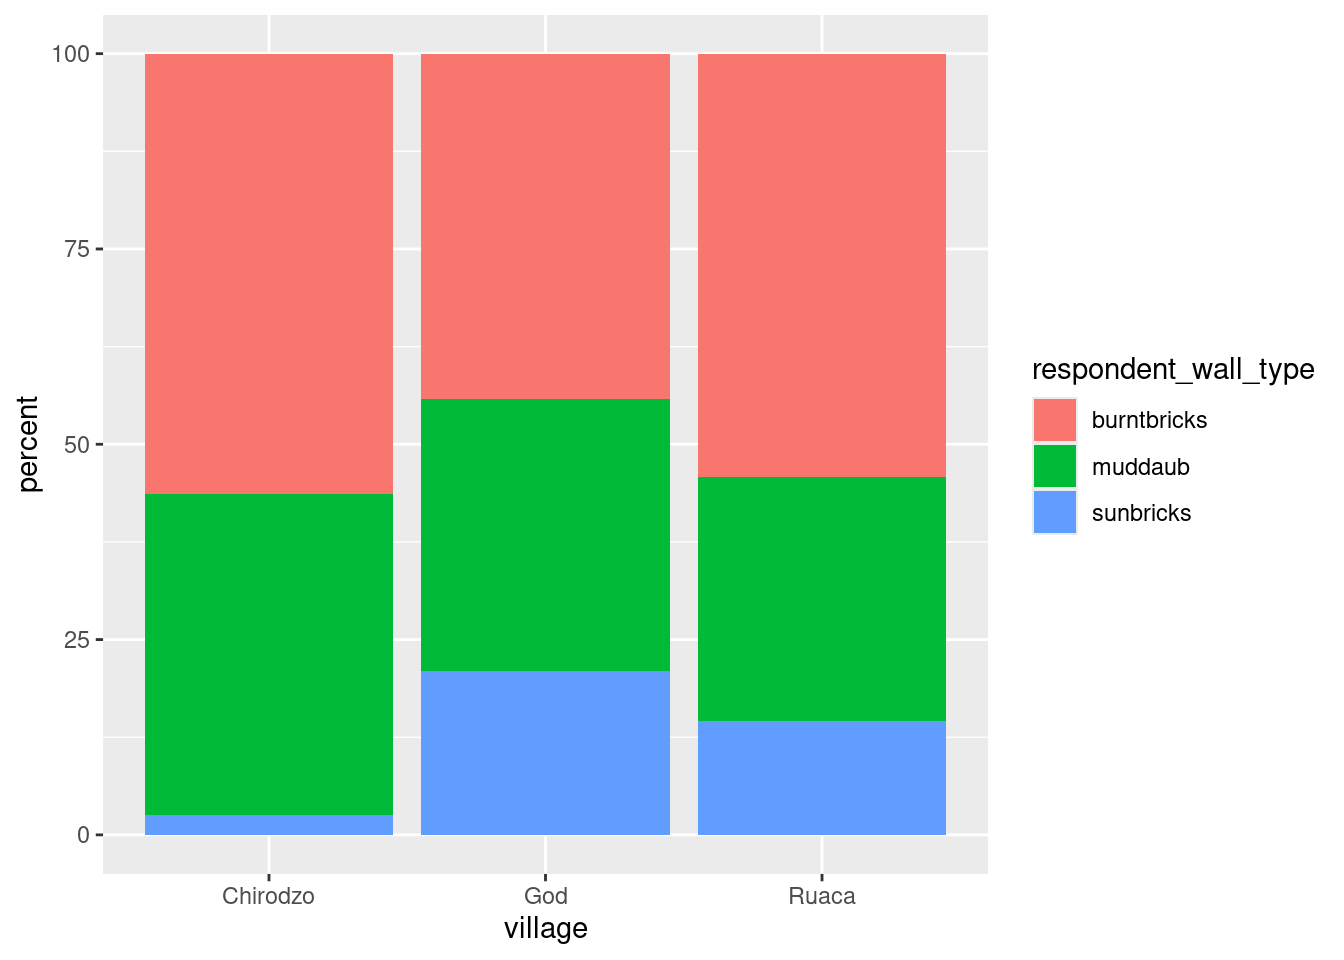 100
75
50
25
0
percent
Chirodzo God Ruaca
village
respondent_wall_type
burntbricks
muddaub
sunbricks